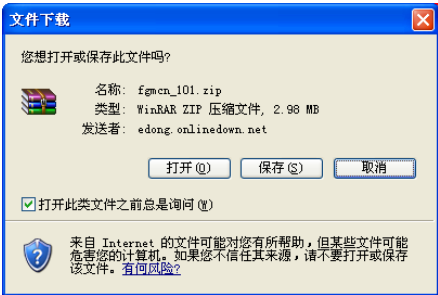 文件下载
您想打开或保存此文件吗?
名称: fgmcn_101.zip
类型: WinRAR ZIP 压缩文件, 2.98 MB
发送者: edong.onlinedown.net
打开(O) 保存(S) 取消
打开此类文件之前总是询问(W)
来自 Internet 的文件可能对您有所帮助,但某些文件可能
危害您的计算机。如果您不信任其来源,请不要打开或保存
该文件。有何风险?